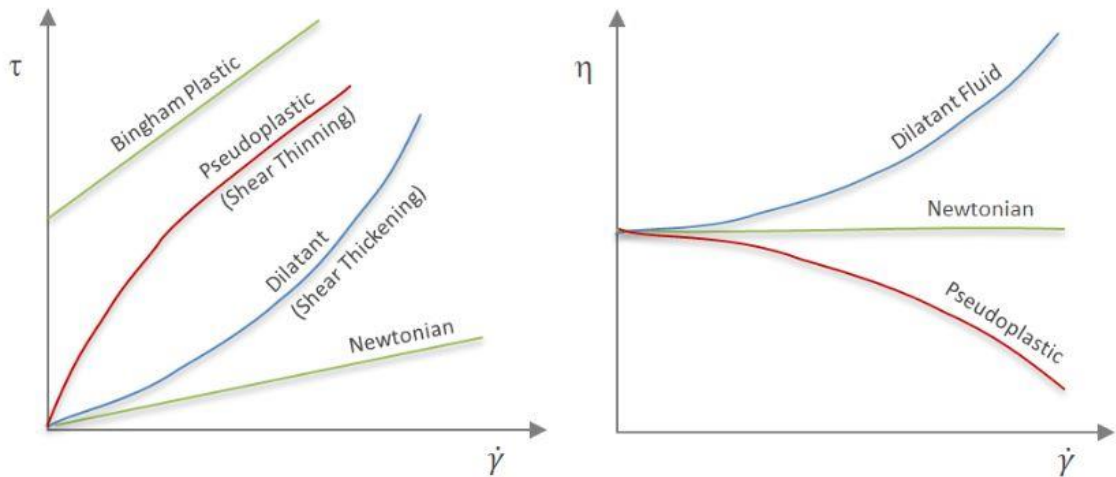 τ
Bingham Plastic
Pseudoplastic
(Shear Thinning)
Dilatant
(Shear Thickening)
Newtonian
γ̇
η
Dilatant Fluid
Newtonian
Pseudoplastic
γ̇